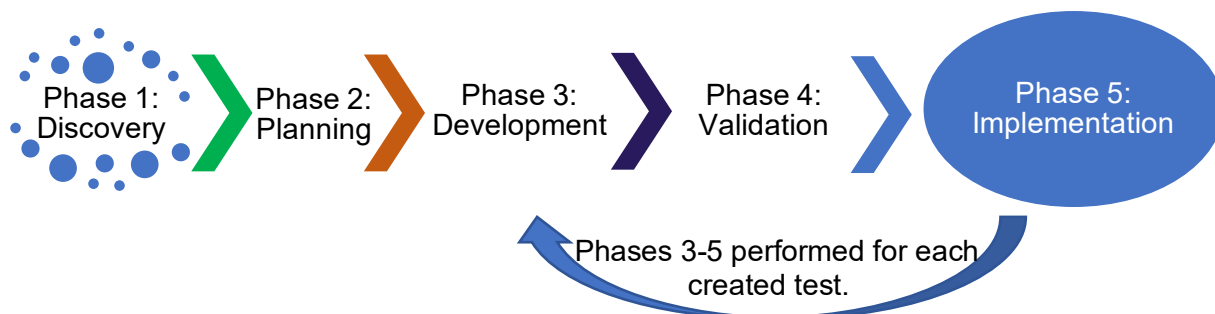 Phase 1:
Discovery
Phase 2:
Planning
Phase 3:
Development
Phase 4:
Validation
Phase 5:
Implementation
Phases 3-5 performed for each
created test.